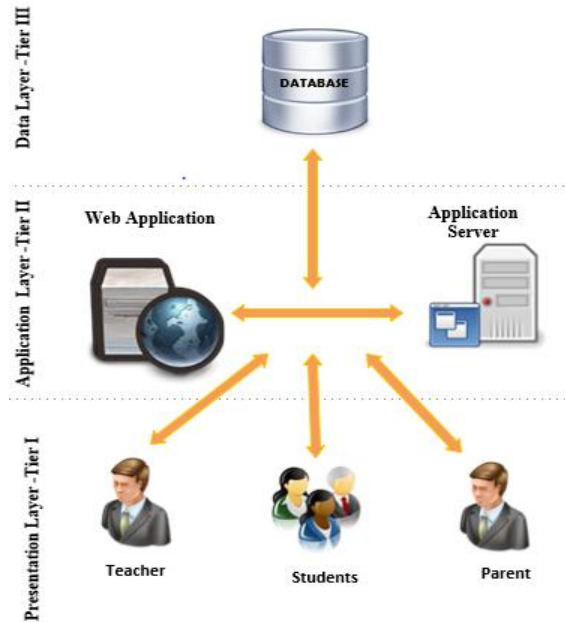 Data Layer -Tier III
DATABASE
Application Layer -Tier II
Web Application
Application
Server
Presentation Layer -Tier I
Teacher
Students
Parent